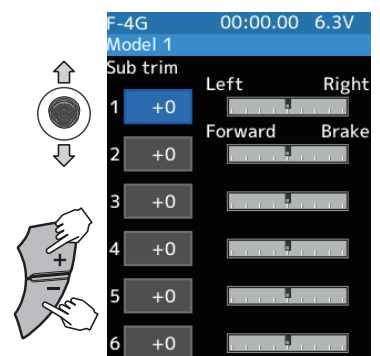 F-4G 00:00.00 6.3V
Model 1
Sub trim
Left Right
1 +0
Forward Brake
2 +0
3 +0
4 +0
5 +0
6 +0
+
−